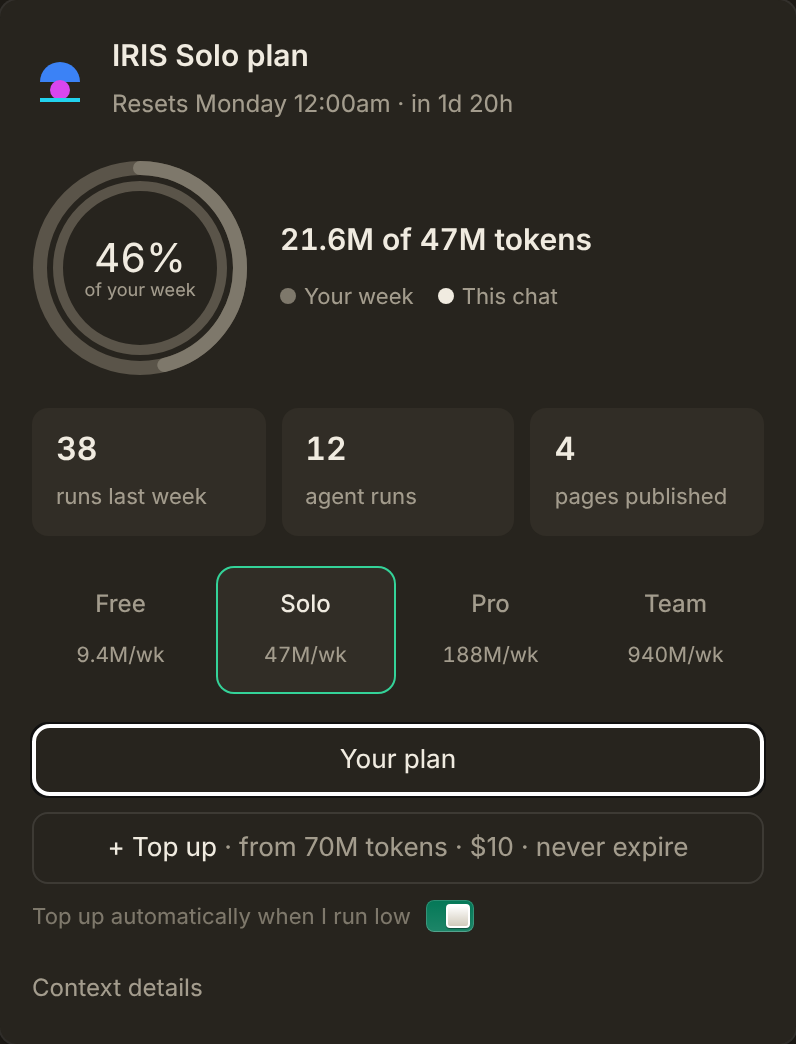 IRIS Solo plan
Resets Monday 12:00am · in 1d 20h
46%
of your week
21.6M of 47M tokens
Your week
This chat
38
runs last week
12
agent runs
4
pages published
Free
9.4M/wk
Solo
47M/wk
Pro
188M/wk
Team
940M/wk
Your plan
+ Top up · from 70M tokens · $10 · never expire
Top up automatically when I run low
Context details